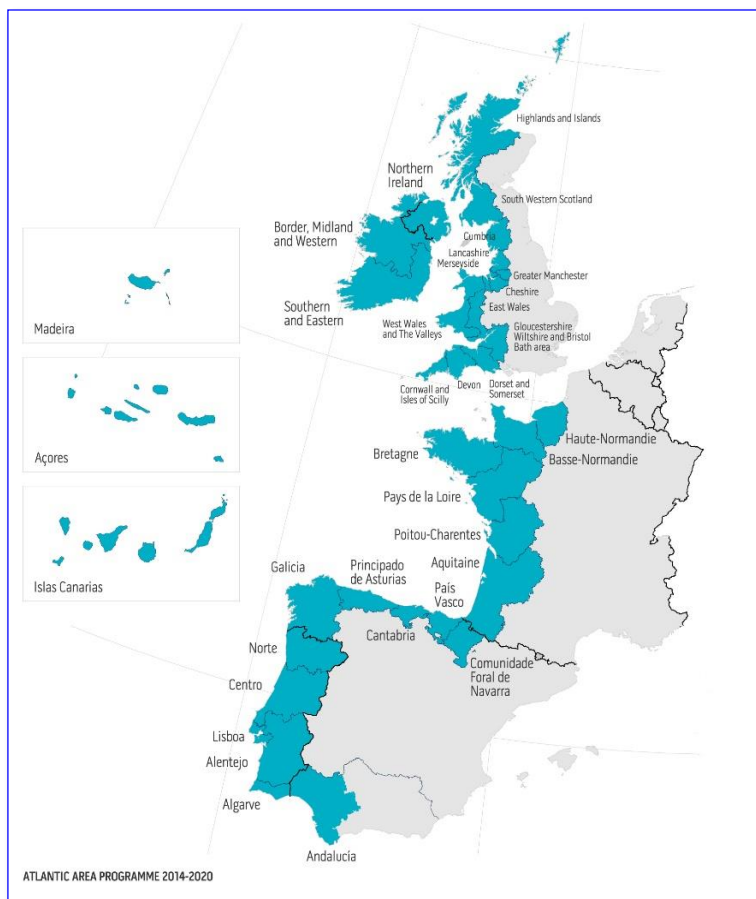 Highlands and Islands
Northern
Ireland
South Western Scotland
Border, Midland
and Western
Cumbria
Lancashire
Merseyside
Greater Manchester
Cheshire
East Wales
Southern
and Eastern
West Wales
and The Valleys
Gloucestershire
Wiltshire and Bristol
Bath area
Cornwall and
Isles of Scilly
Devon
Dorset and
Somerset
Madeira
Açores
Islas Canarias
Haute-Normandie
Basse-Normandie
Bretagne
Pays de la Loire
Poitou-Charentes
Aquitaine
Galicia
Principado
de Asturias
País
Vasco
Cantabria
Comunidade
Foral de
Navarra
Norte
Centro
Lisboa
Alentejo
Algarve
Andalucía
ATLANTIC AREA PROGRAMME 2014-2020